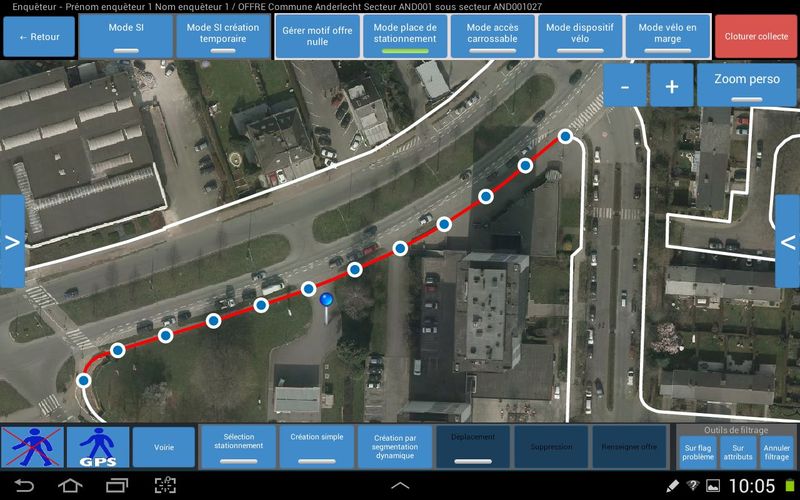 Enquêteur - Prénom enquêteur 1 Nom enquêteur 1 / OFFRE Commune Anderlecht Secteur AND001 sous secteur AND001027
← Retour
Mode SI
Mode SI création
temporaire
Gérer motif offre
nulle
Mode place de
stationnement
Mode accès
carrossable
Mode dispositif
vélo
Mode vélo en
marge
Cloturer collecte
-
+
Zoom perso
>
<
GPS
Voirie
Sélection
stationnement
Création simple
Création par
segmentation
dynamique
Deplacement
Suppression
Renseigner offre
Outils de filtrage
Sur flag
problème
Sur
attributs
Annuler
filtrage
10:05